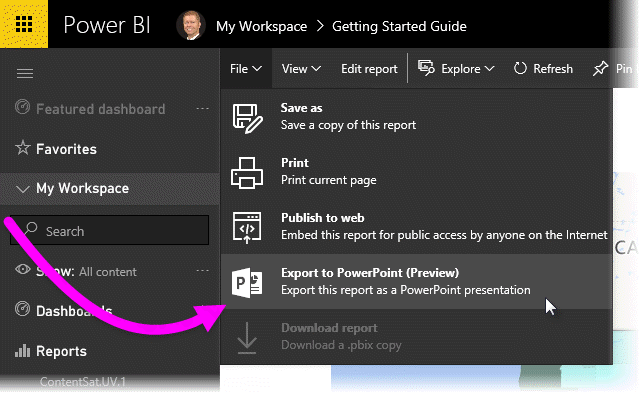 Power BI
My Workspace > Getting Started Guide
File
View
Edit report
Explore
Refresh
Pin
Featured dashboard ...
Favorites
My Workspace
Search
Show: All content ...
Dashboards
Reports
ContentSat.UV.1
Save as
Save a copy of this report
Print
Print current page
Publish to web
Embed this report for public access by anyone on the Internet
Export to PowerPoint (Preview)
Export this report as a PowerPoint presentation
Download report
Download a .pbix copy
CA